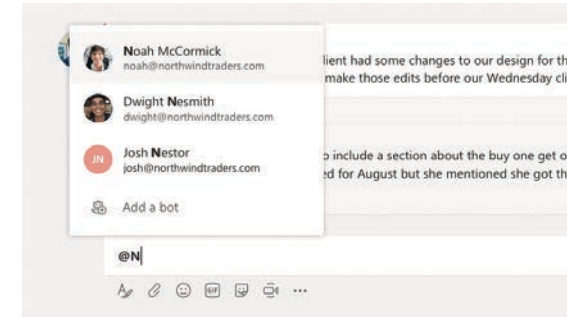 Noah McCormick
noah@northwindtraders.com
lient had some changes to our design for th
make those edits before our Wednesday cli
Dwight Nesmith
dwight@northwindtraders.com
JN
Josh Nestor
josh@northwindtraders.com
o include a section about the buy one get o
ed for August but she mentioned she got th
Add a bot
@N
GIF